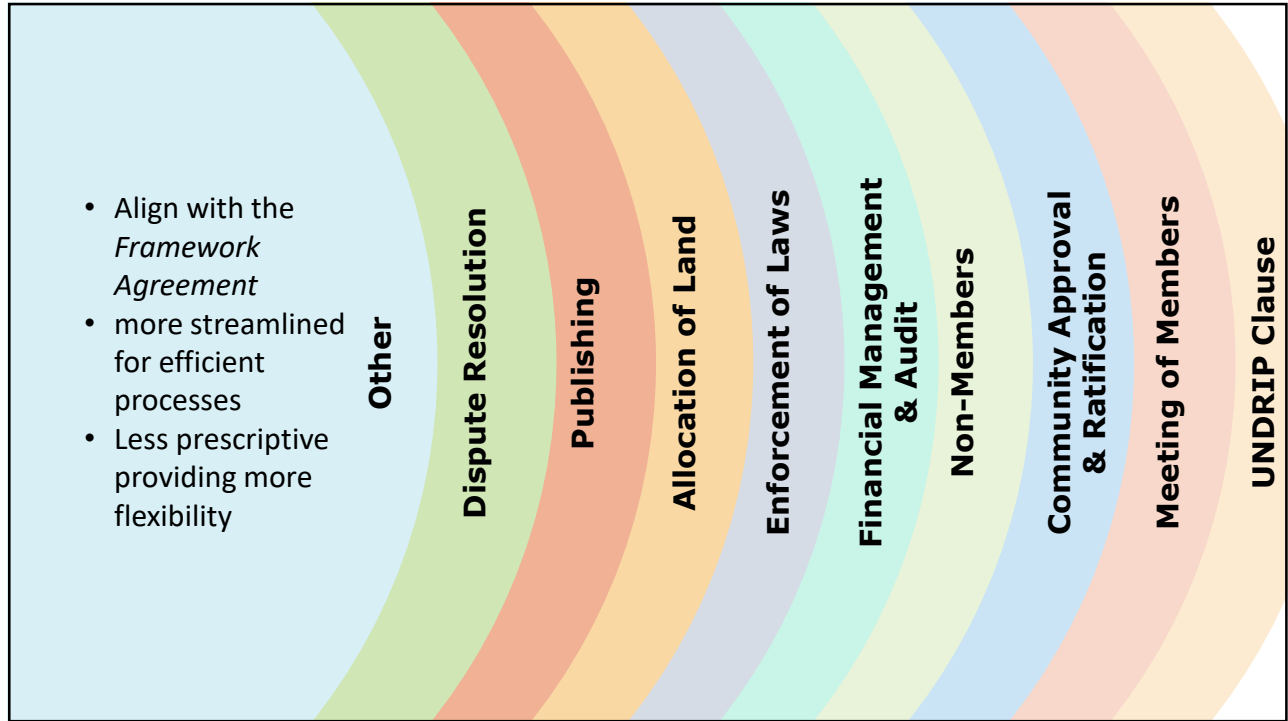 • Align with the
Framework
Agreement
• more streamlined
for efficient
processes
• Less prescriptive
providing more
flexibility
Other
Dispute Resolution
Publishing
Allocation of Land
Enforcement of Laws
Financial Management
& Audit
Non-Members
Community Approval
& Ratification
Meeting of Members
UNDRIP Clause